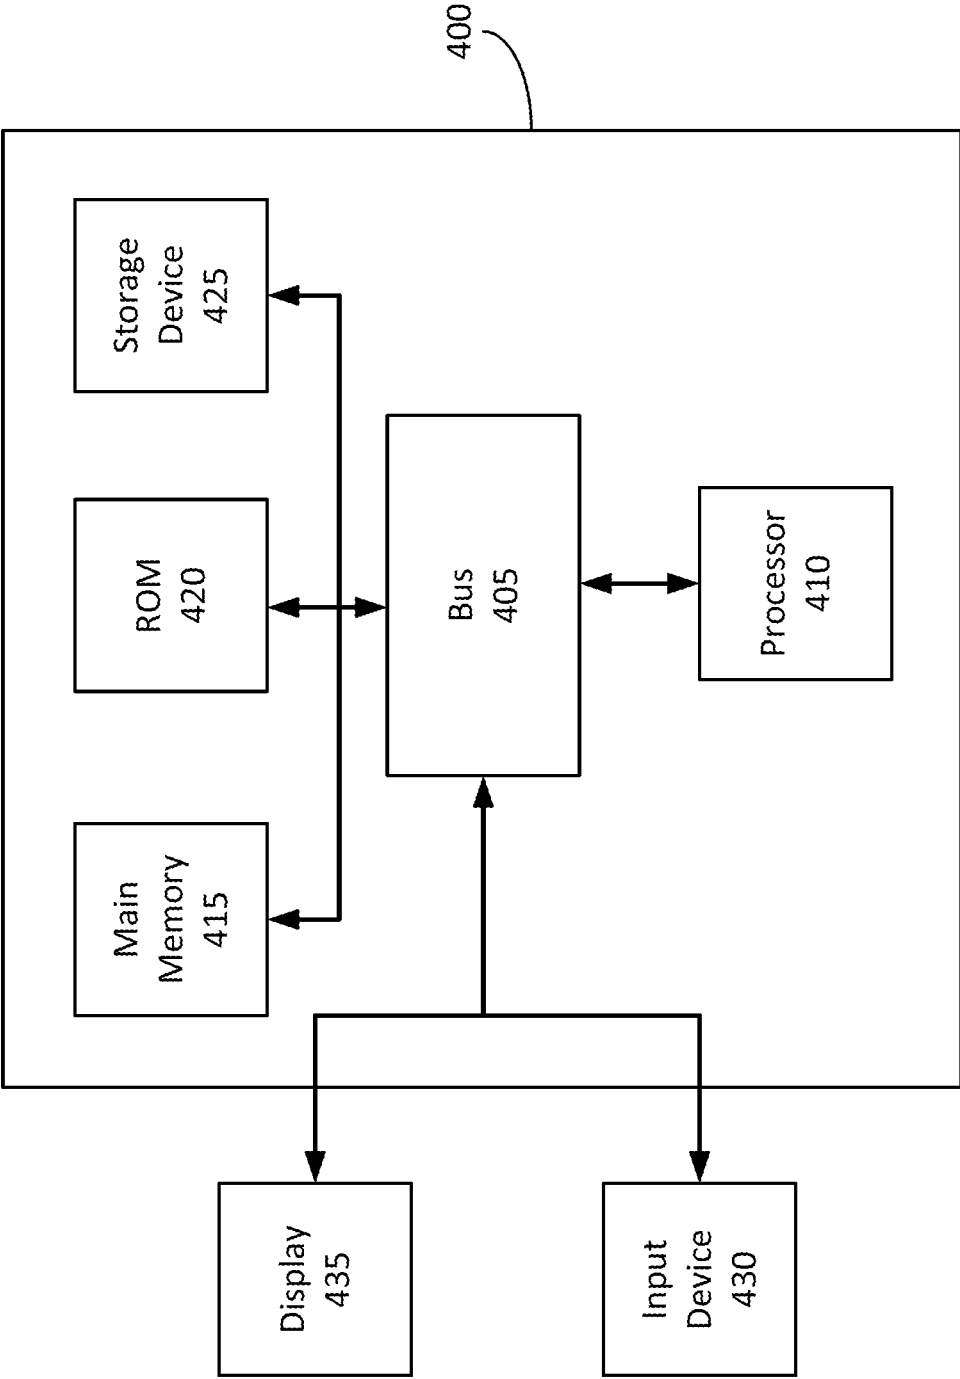 400
Main
Memory
415
ROM
420
Storage
Device
425
Display
435
Bus
405
Input
Device
430
Processor
410